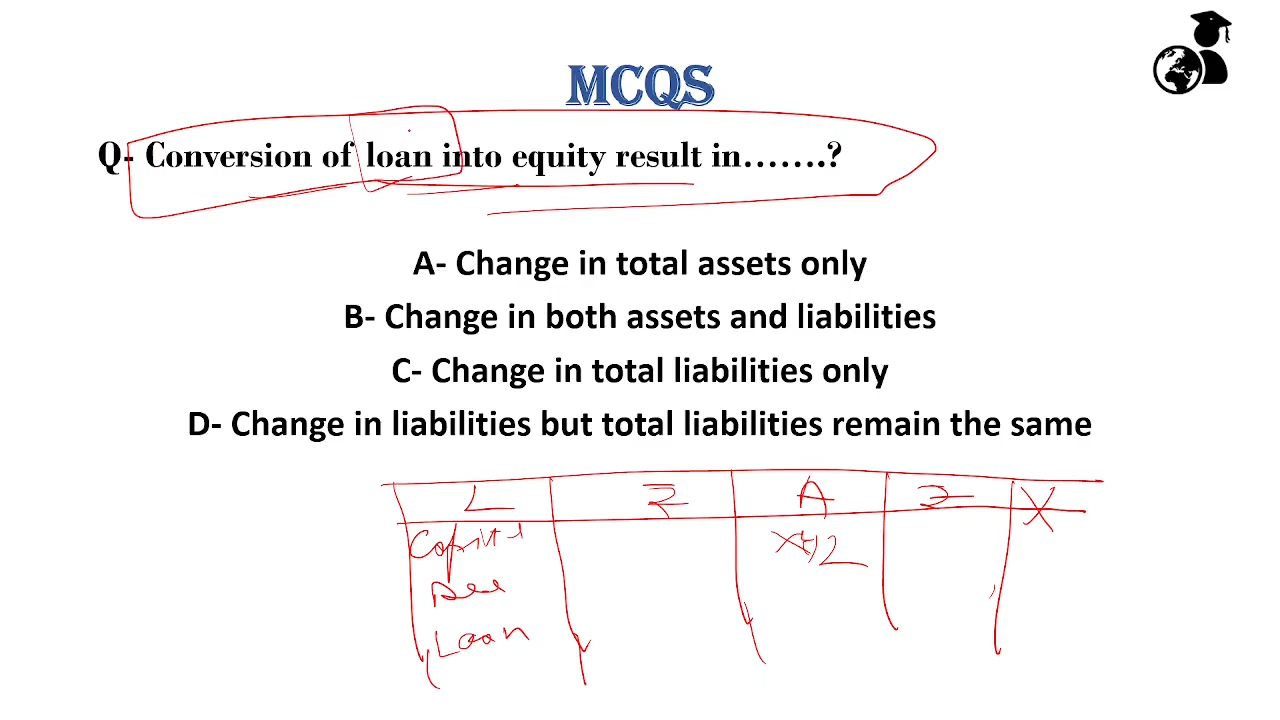 MCQS
Q- Conversion of loan into equity result in.......?
A- Change in total assets only
B- Change in both assets and liabilities
C- Change in total liabilities only
D- Change in liabilities but total liabilities remain the same
L ₹ A ₹ X
Capital xyz
Loan